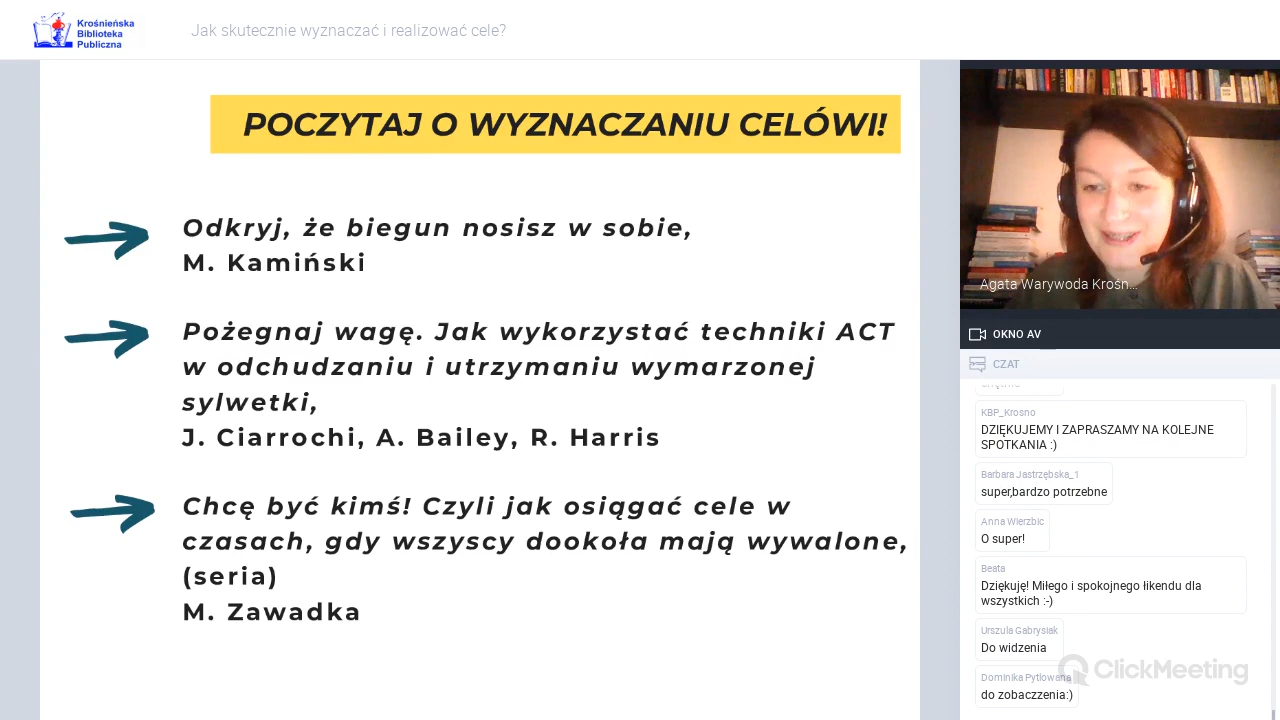 Krośnieńska
Biblioteka
Publiczna
Jak skutecznie wyznaczać i realizować cele?
POCZYTAJ O WYZNACZANIU CELÓWI!
Odkryj, że biegun nosisz w sobie,
M. Kamiński
Pożegnaj wagę. Jak wykorzystać techniki ACT
w odchudzaniu i utrzymaniu wymarzonej
sylwetki,
J. Ciarrochi, A. Bailey, R. Harris
Chcę być kimś! Czyli jak osiągać cele w
czasach, gdy wszyscy dookoła mają wywalone,
(seria)
M. Zawadka
Agata Warywoda Krośn...
OKNO AV
CZAT
KBP_Krosno
DZIĘKUJEMY I ZAPRASZAMY NA KOLEJNE
SPOTKANIA :)
Barbara Jastrzębska_1
super,bardzo potrzebne
Anna Wierzbic
O super!
Beata
Dziękuję! Miłego i spokojnego łikendu dla
wszystkich :-)
Urszula Gabrysiak
Do widzenia
Dominika Pytlowana
do zobaczzenia:)
ClickMeeting